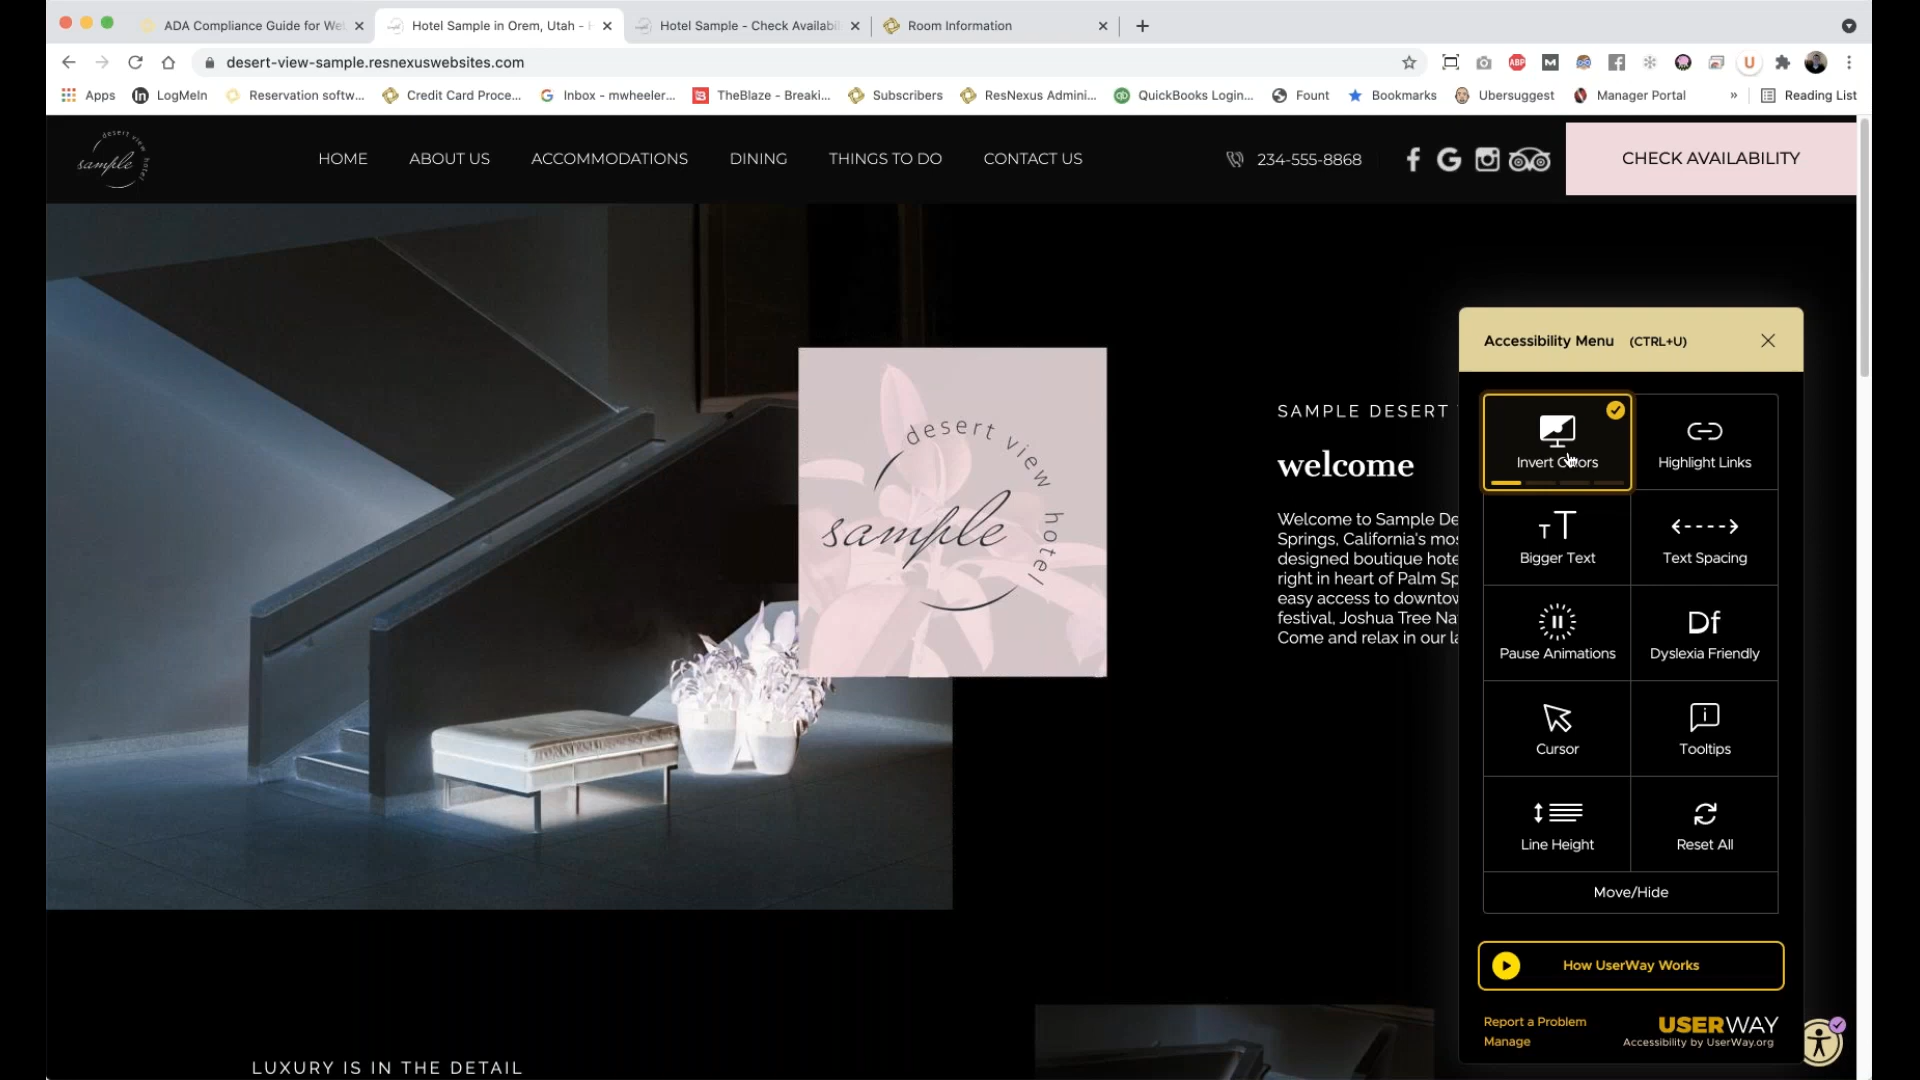 ADA Compliance Guide for We
Hotel Sample in Orem, Utah -
Hotel Sample - Check Availabi
Room Information
desert-view-sample.resnexuswebsites.com
Apps
LogMeIn
Reservation softw...
Credit Card Proce...
Inbox - mwheeler...
TheBlaze - Breaki...
Subscribers
ResNexus Admini...
QuickBooks Login...
Fount
Bookmarks
Ubersuggest
Manager Portal
»
Reading List
desert view hotel
sample
HOME
ABOUT US
ACCOMMODATIONS
DINING
THINGS TO DO
CONTACT US
234-555-8868
CHECK AVAILABILITY
desert view hotel
sample
SAMPLE DESERT
welcome
Welcome to Sample De
Springs, California's mos
designed boutique hote
right in heart of Palm Sp
easy access to downtow
festival, Joshua Tree Na
Come and relax in our la
LUXURY IS IN THE DETAIL
Accessibility Menu (CTRL+U)
Invert Colors
Highlight Links
Bigger Text
Text Spacing
Pause Animations
Df
Dyslexia Friendly
Cursor
Tooltips
Line Height
Reset All
Move/Hide
How UserWay Works
Report a Problem
Manage
USERWAY
Accessibility by UserWay.org